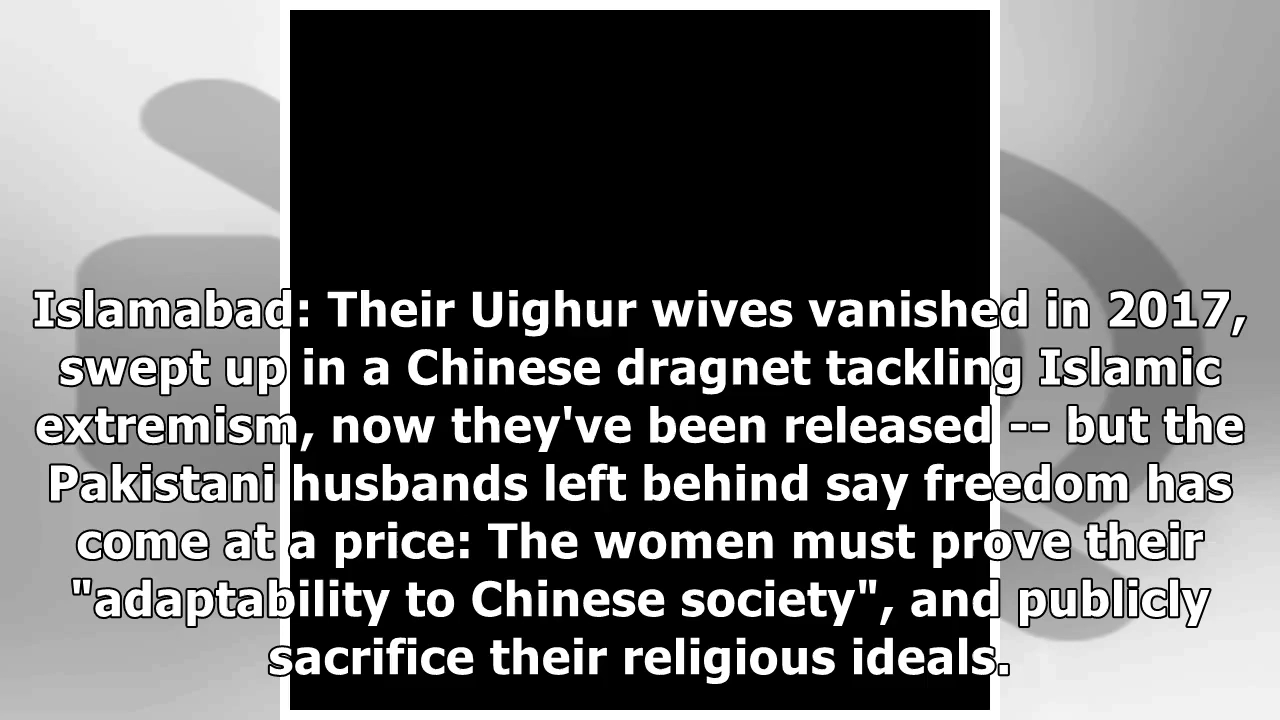 Islamabad: Their Uighur wives vanished in 2017,
swept up in a Chinese dragnet tackling Islamic
extremism, now they've been released -- but the
Pakistani husbands left behind say freedom has
come at a price: The women must prove their
"adaptability to Chinese society", and publicly
sacrifice their religious ideals.